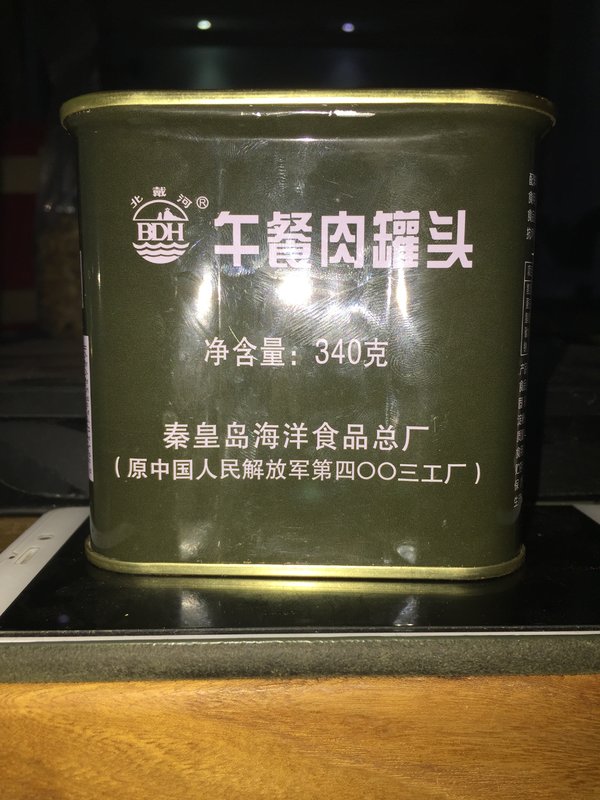 北戴河®
BDH
午餐肉罐头
净含量：340克
秦皇岛海洋食品总厂
（原中国人民解放军第四〇〇三工厂）